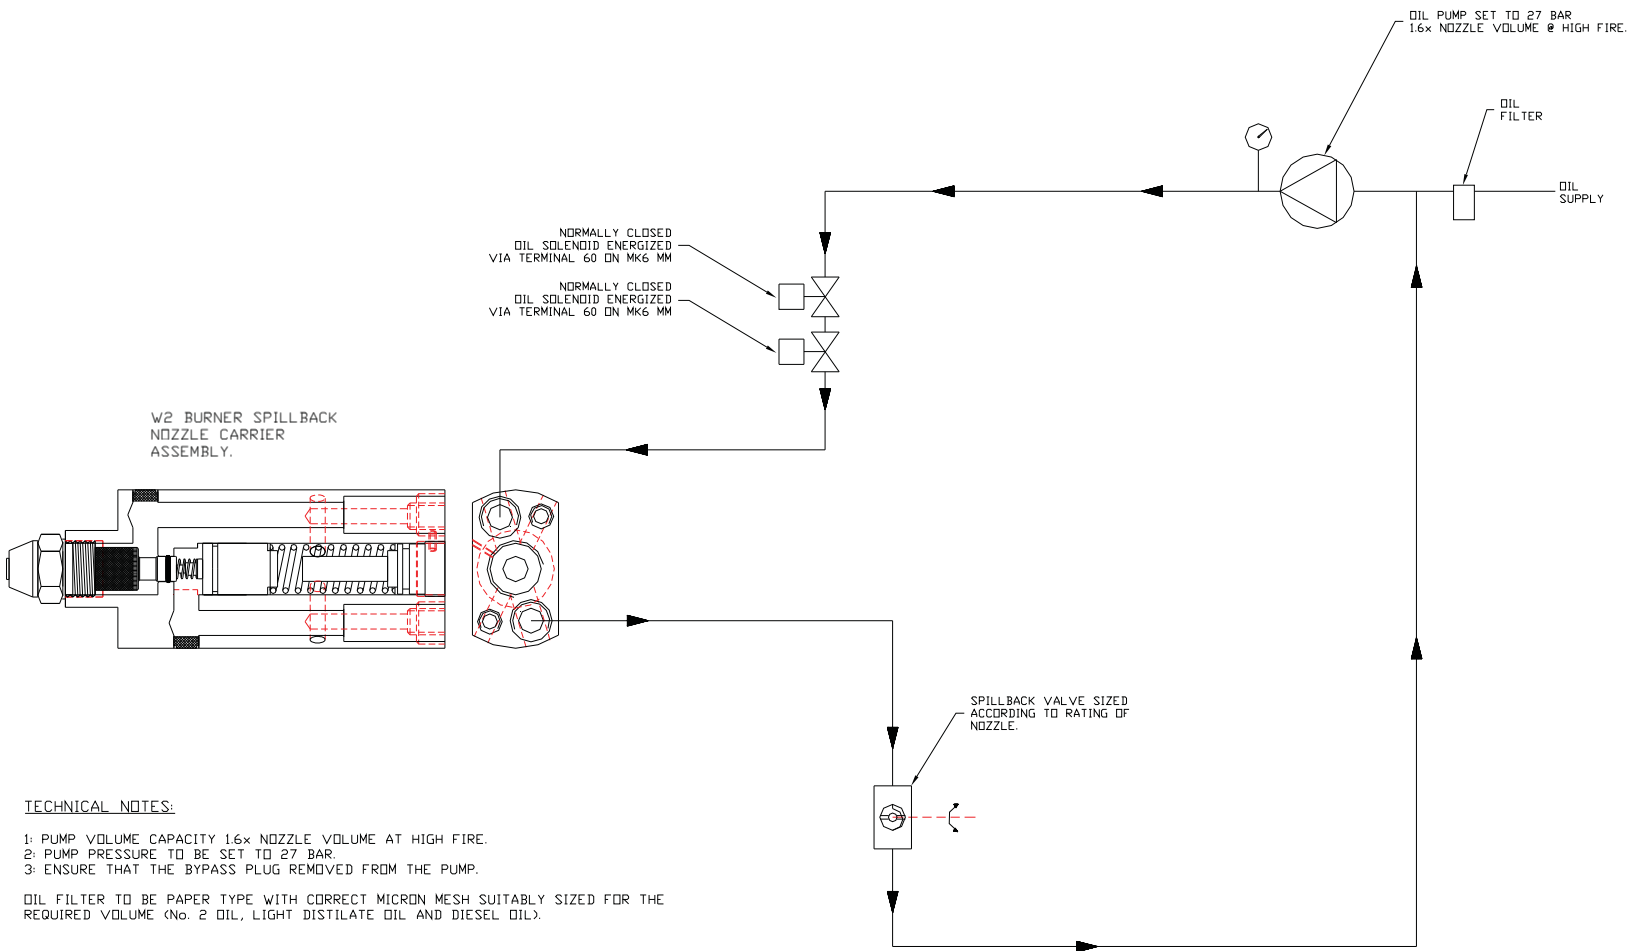 OIL PUMP SET TO 27 BAR
1.6x NOZZLE VOLUME @ HIGH FIRE.
OIL
FILTER
OIL
SUPPLY
NORMALLY CLOSED
OIL SOLENOID ENERGIZED
VIA TERMINAL 60 ON MK6 MM
NORMALLY CLOSED
OIL SOLENOID ENERGIZED
VIA TERMINAL 60 ON MK6 MM
W2 BURNER SPILLBACK
NOZZLE CARRIER
ASSEMBLY.
SPILLBACK VALVE SIZED
ACCORDING TO RATING OF
NOZZLE.
TECHNICAL NOTES:
1: PUMP VOLUME CAPACITY 1.6x NOZZLE VOLUME AT HIGH FIRE.
2: PUMP PRESSURE TO BE SET TO 27 BAR.
3: ENSURE THAT THE BYPASS PLUG REMOVED FROM THE PUMP.
OIL FILTER TO BE PAPER TYPE WITH CORRECT MICRON MESH SUITABLY SIZED FOR THE
REQUIRED VOLUME (No. 2 OIL, LIGHT DISTILATE OIL AND DIESEL OIL).